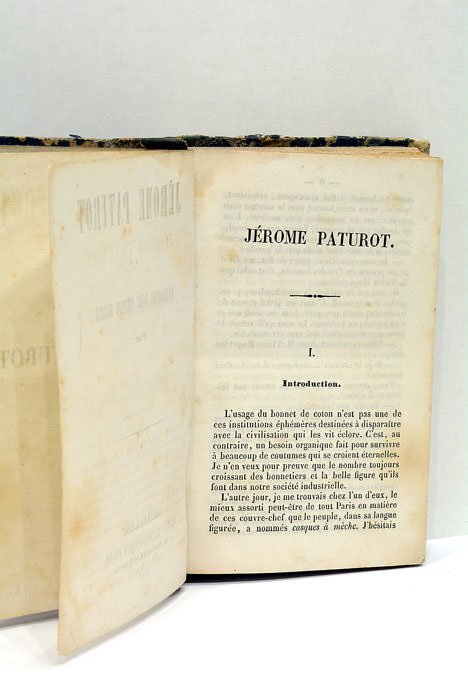 JÉROME PATUROT.
I.
Introduction.
L'usage du bonnet de coton n'est pas une de
ces institutions éphémères destinées à disparaître
avec la civilisation qui les vit éclore. C'est, au
contraire, un besoin organique fait pour survivre
à beaucoup de coutumes qui se croient éternelles.
Je n'en veux pour preuve que le nombre toujours
croissant des bonnetiers et la belle figure qu'ils
font dans notre société industrielle.
L'autre jour, je me trouvais chez l'un d'eux, le
mieux assorti peut-être de tout Paris en matière
de ces couvre-chef que le peuple, dans sa langue
figurée, a nommés casques à mèche. J'hésitais